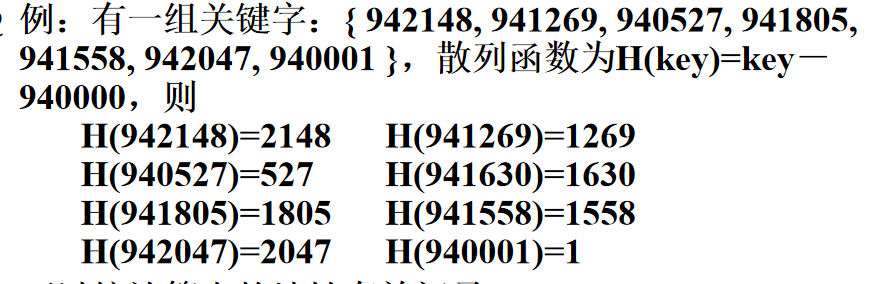 例：有一组关键字：{ 942148, 941269, 940527, 941805,
941558, 942047, 940001 }，散列函数为H(key)=key－
940000，则
H(942148)=2148 H(941269)=1269
H(940527)=527 H(941630)=1630
H(941805)=1805 H(941558)=1558
H(942047)=2047 H(940001)=1